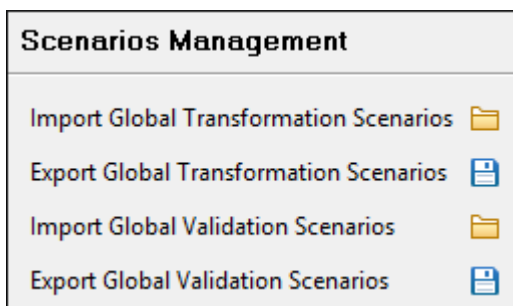 Scenarios Management
Import Global Transformation Scenarios
Export Global Transformation Scenarios
Import Global Validation Scenarios
Export Global Validation Scenarios